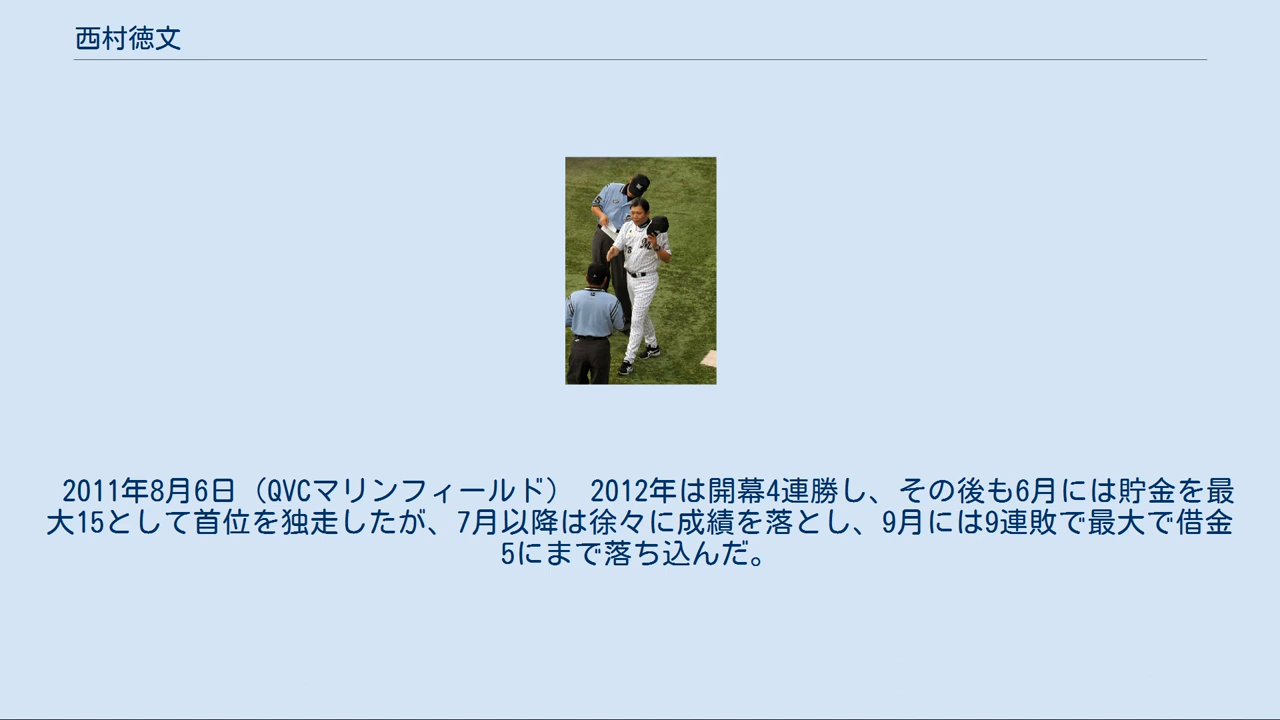 西村徳文
2011年8月6日（QVCマリンフィールド） 2012年は開幕4連勝し、その後も6月には貯金を最
大15として首位を独走したが、7月以降は徐々に成績を落とし、9月には9連敗で最大で借金
5にまで落ち込んだ。